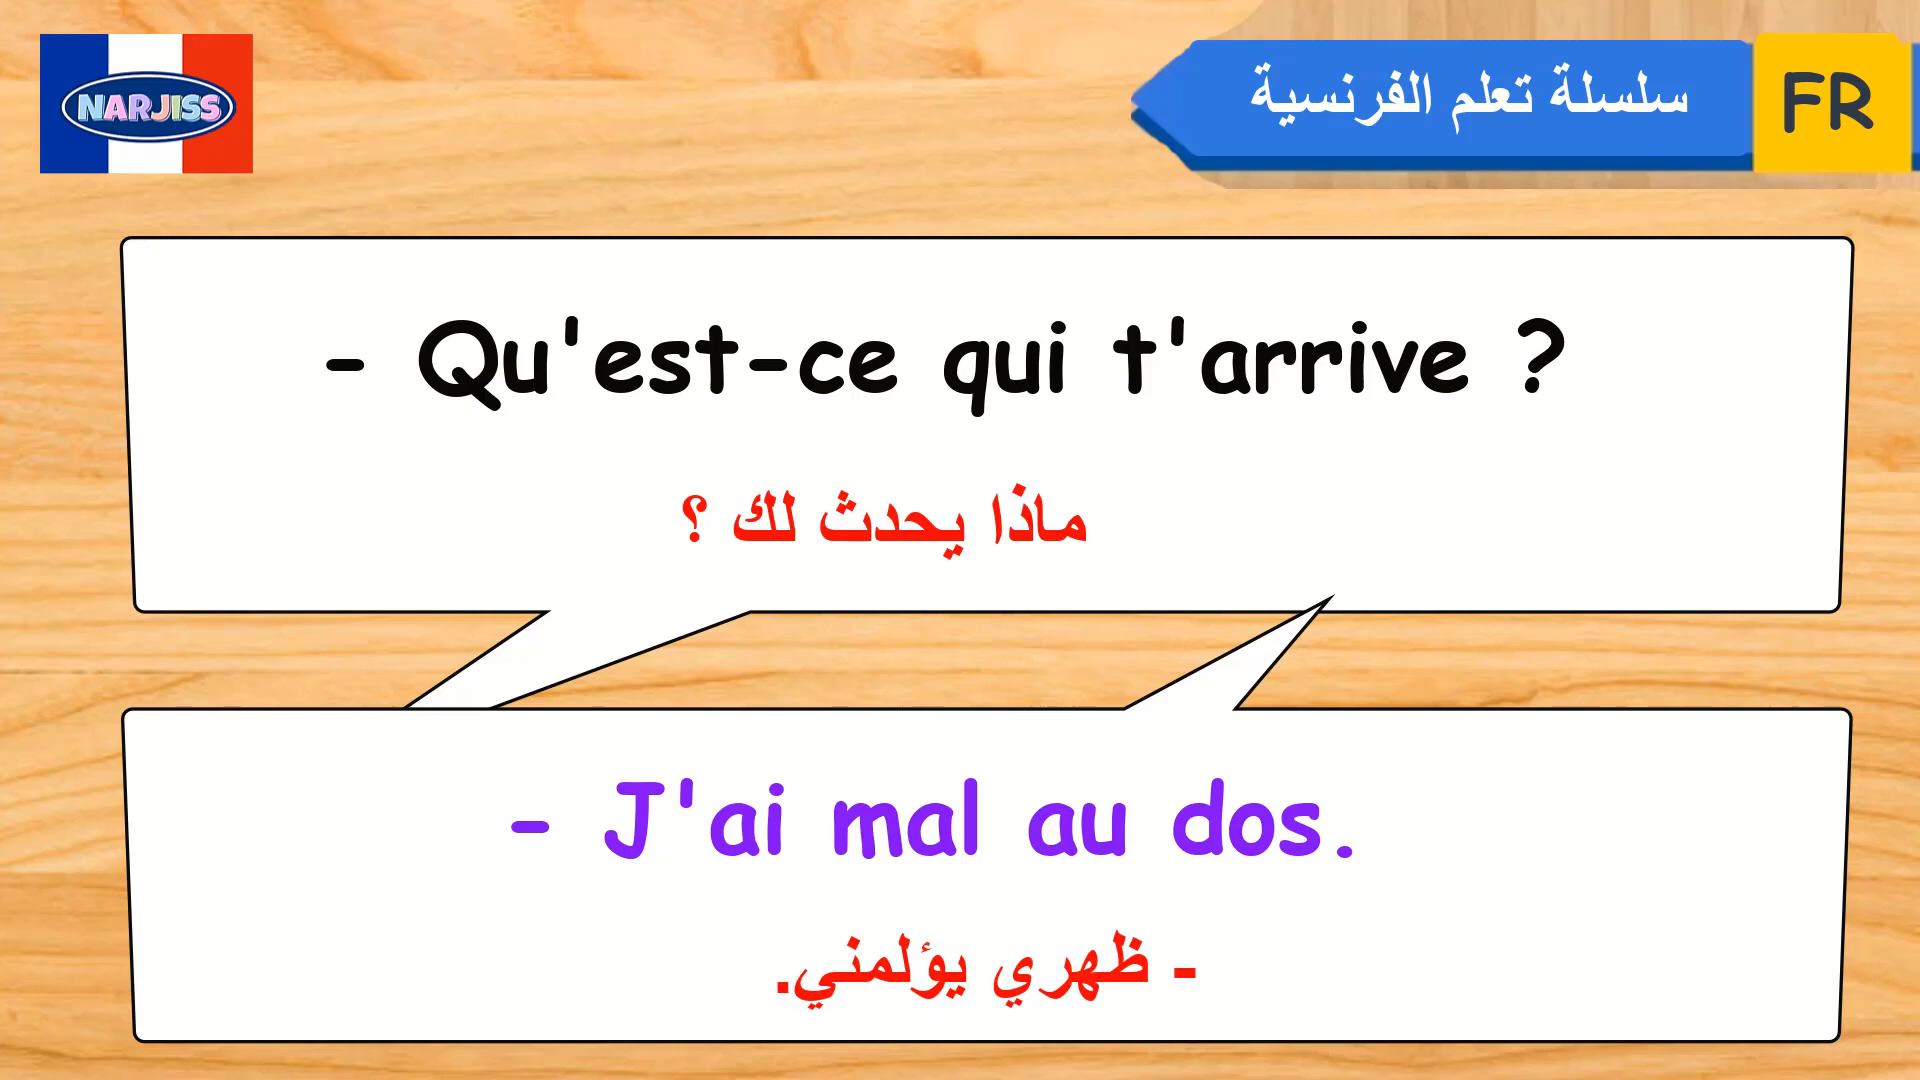 NARJISS
سلسلة تعلم الفرنسية
FR
- Qu'est-ce qui t'arrive ?
ماذا يحدث لك ؟
- J'ai mal au dos.
- ظهري يؤلمني.